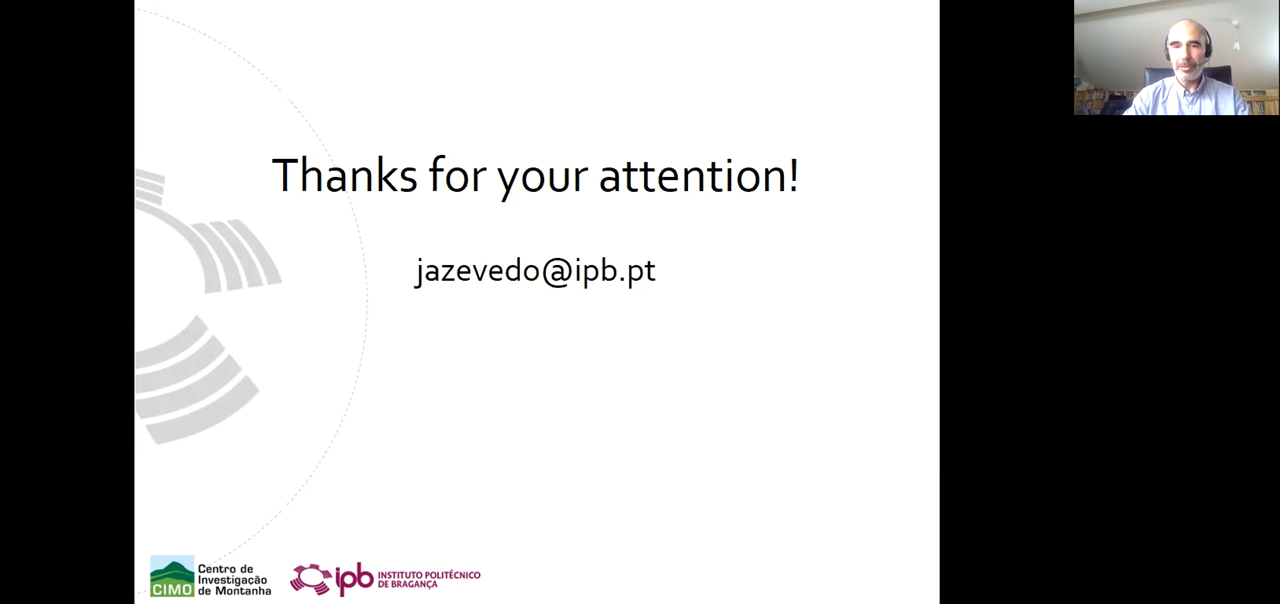 Thanks for your attention!
jazevedo@ipb.pt
CIMO
Centro de
Investigação
de Montanha
ipb
INSTITUTO POLITÉCNICO
DE BRAGANÇA